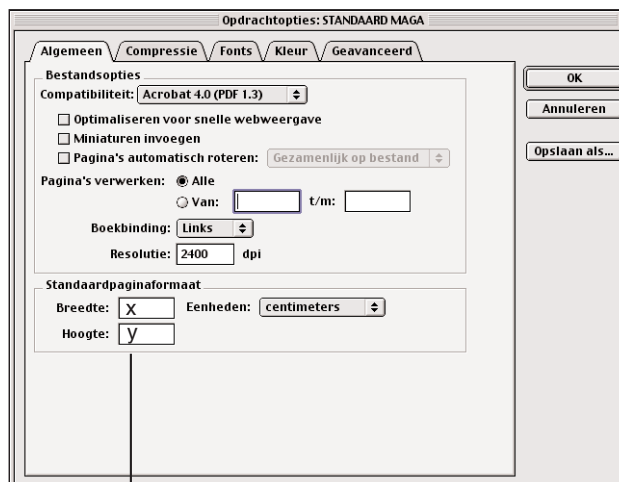 Opdrachtopties: STANDAARD MAGA
Algemeen Compressie Fonts Kleur Geavanceerd
Bestandsopties
Compatibiliteit: Acrobat 4.0 (PDF 1.3)
Optimaliseren voor snelle webweergave
Miniaturen invoegen
Pagina's automatisch roteren: Gezamenlijk op bestand
Pagina's verwerken: Alle
Van: t/m:
Boekbinding: Links
Resolutie: 2400 dpi
Standaardpaginaformaat
Breedte: x Eenheden: centimeters
Hoogte: y
OK
Annuleren
Opslaan als...